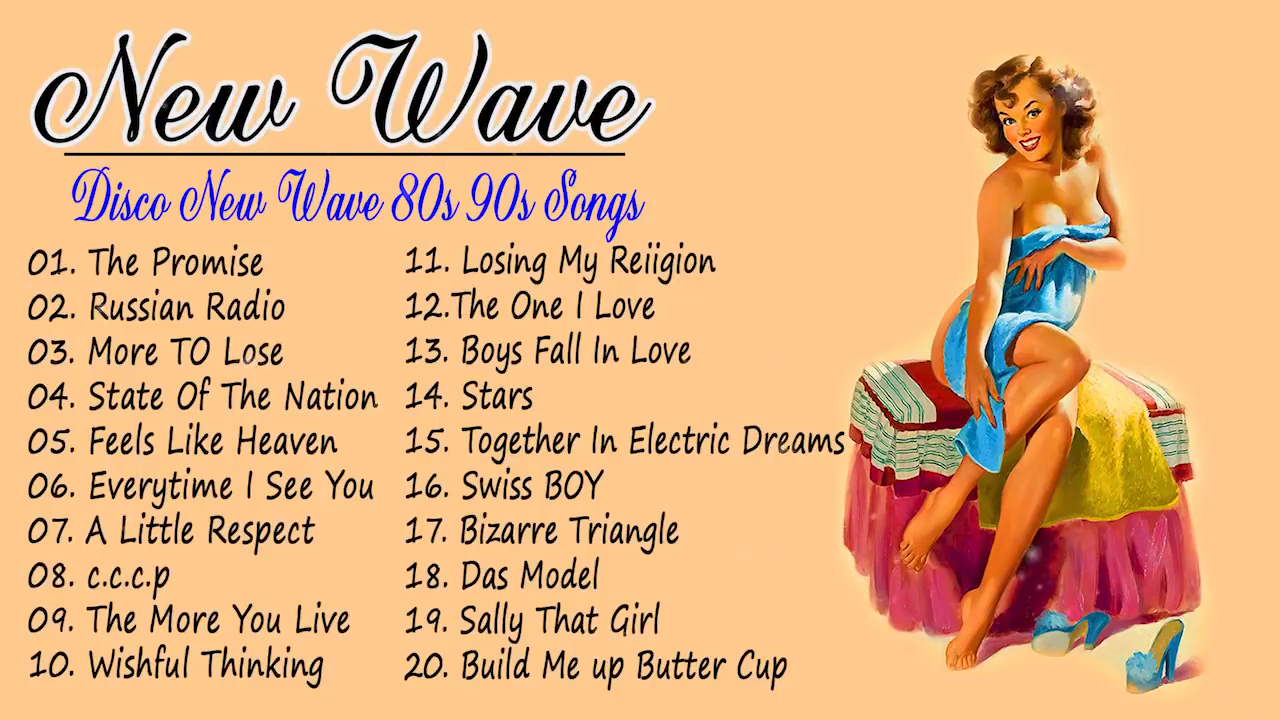 New Wave
Disco New Wave 80s 90s Songs
01. The Promise
02. Russian Radio
03. More TO Lose
04. State Of The Nation
05. Feels Like Heaven
06. Everytime I See You
07. A Little Respect
08. c.c.c.p
09. The More You Live
10. Wishful Thinking
11. Losing My Reiigion
12.The One I Love
13. Boys Fall In Love
14. Stars
15. Together In Electric Dreams
16. Swiss BOY
17. Bizarre Triangle
18. Das Model
19. Sally That Girl
20. Build Me up Butter Cup